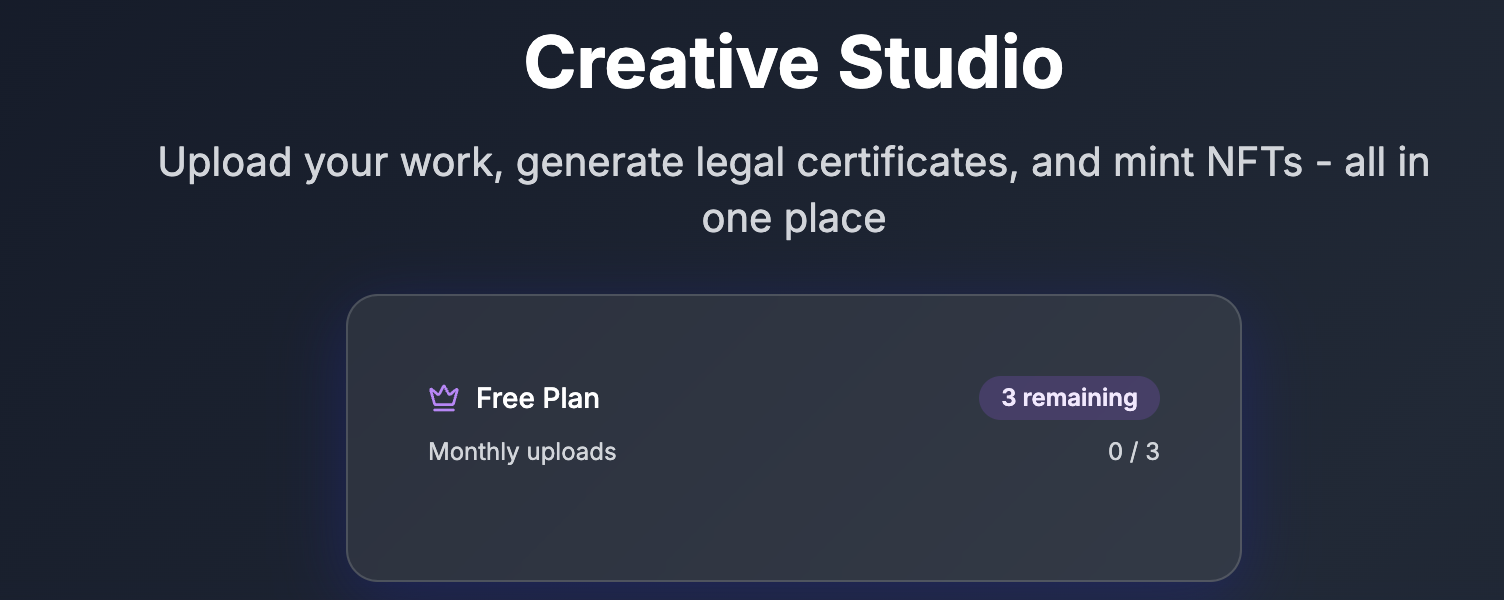 Creative Studio
Upload your work, generate legal certificates, and mint NFTs - all in
one place
Free Plan
3 remaining
Monthly uploads
0 / 3